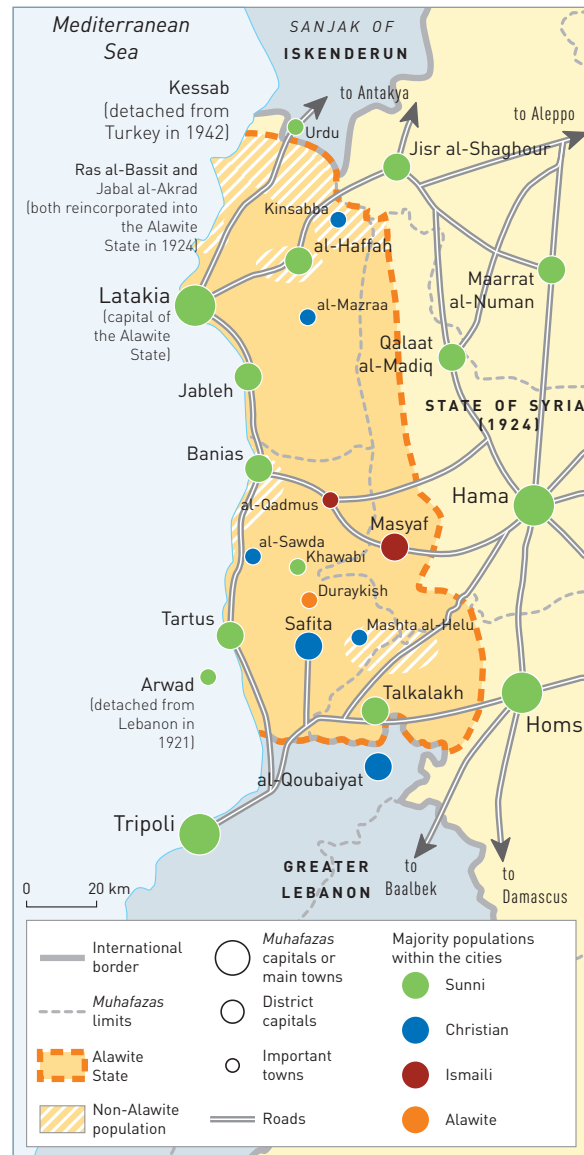 Mediterranean
Sea
SANJAK OF
ISKENDERUN
Kessab
(detached from
Turkey in 1942)
to Antakya
to Aleppo
Urdu
Jisr al-Shaghour
Ras al-Bassit and
Jabal al-Akrad
(both reincorporated into
the Alawite
State in 1924)
Kinsabba
al-Haffah
Maarrat
al-Numan
Latakia
(capital of
the Alawite
State)
al-Mazraa
Qalaat
al-Madiq
Jableh
STATE OF SYRIA
(1924)
Banias
Hama
al-Qadmus
Masyaf
al-Sawda
Khawabi
Duraykish
Tartus
Safita
Mashta al-Helu
Arwad
(detached from
Lebanon in
1921)
Talkalakh
Homs
al-Qoubaiyat
Tripoli
GREATER
LEBANON
to
Baalbek
to
Damascus
0 20 km
International
border
Muhafazas
limits
Alawite
State
Non-Alawite
population
Muhafazas
capitals or
main towns
District
capitals
Important
towns
Roads
Majority populations
within the cities
Sunni
Christian
Ismaili
Alawite